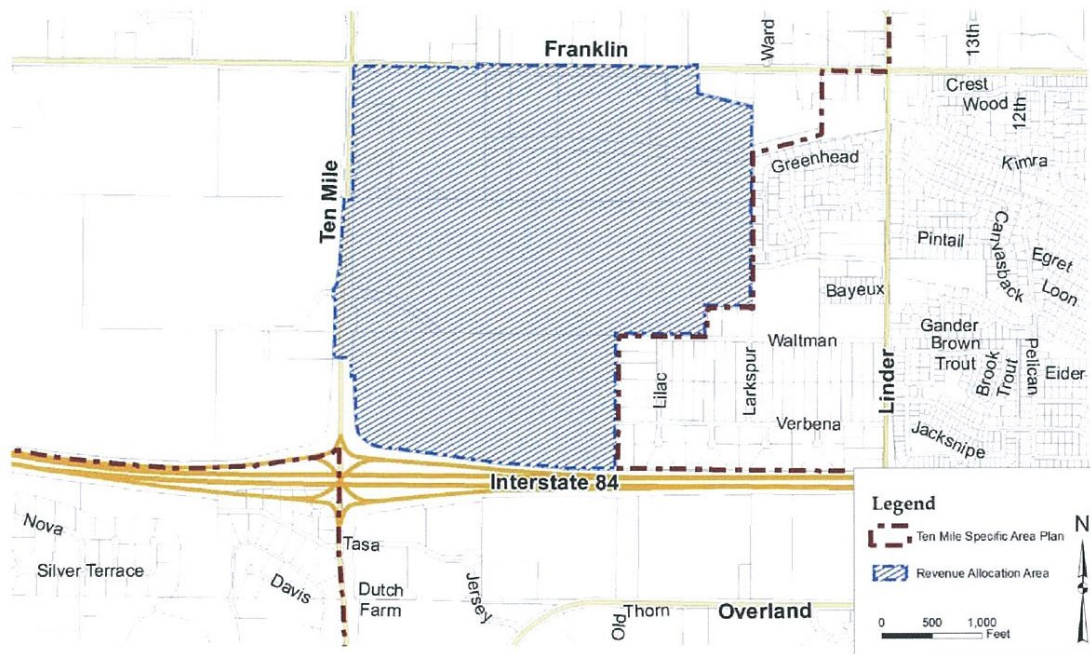 Franklin
Ward
13th
Crest
Wood
12th
Kimra
Greenhead
Ten Mile
Pintail
Canvasback
Egret
Loon
Bayeux
Gander
Brown
Trout
Waltman
Brook
Trout
Pelican
Eider
Lilac
Larkspur
Linder
Verbena
Jacksnipe
Interstate 84
Legend
Ten Mile Specific Area Plan
Revenue Allocation Area
N
0 500 1,000
Feet
Nova
Silver Terrace
Tasa
Davis
Dutch
Farm
Jersey
Old
Thorn
Overland